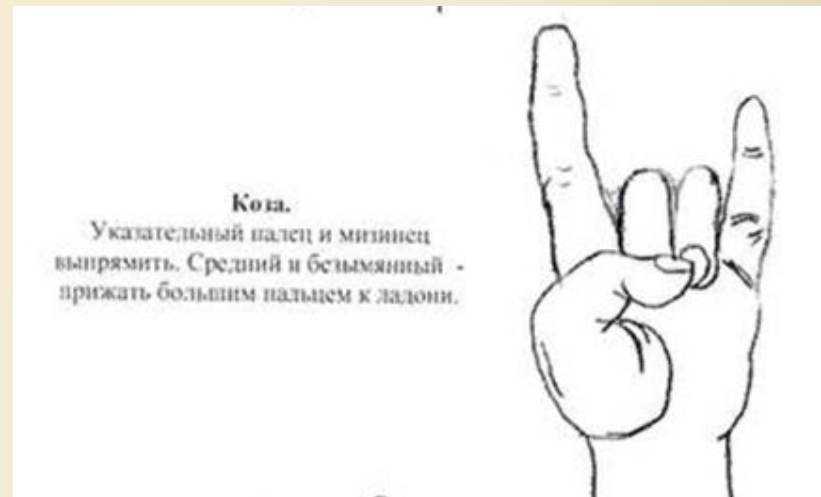 Коза.
Указательный палец и мизинец
выпрямить. Средний и безымянный -
прижать большим пальцем к ладони.